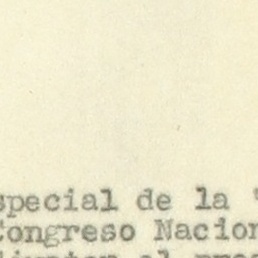 special de la "
Congreso Nacion